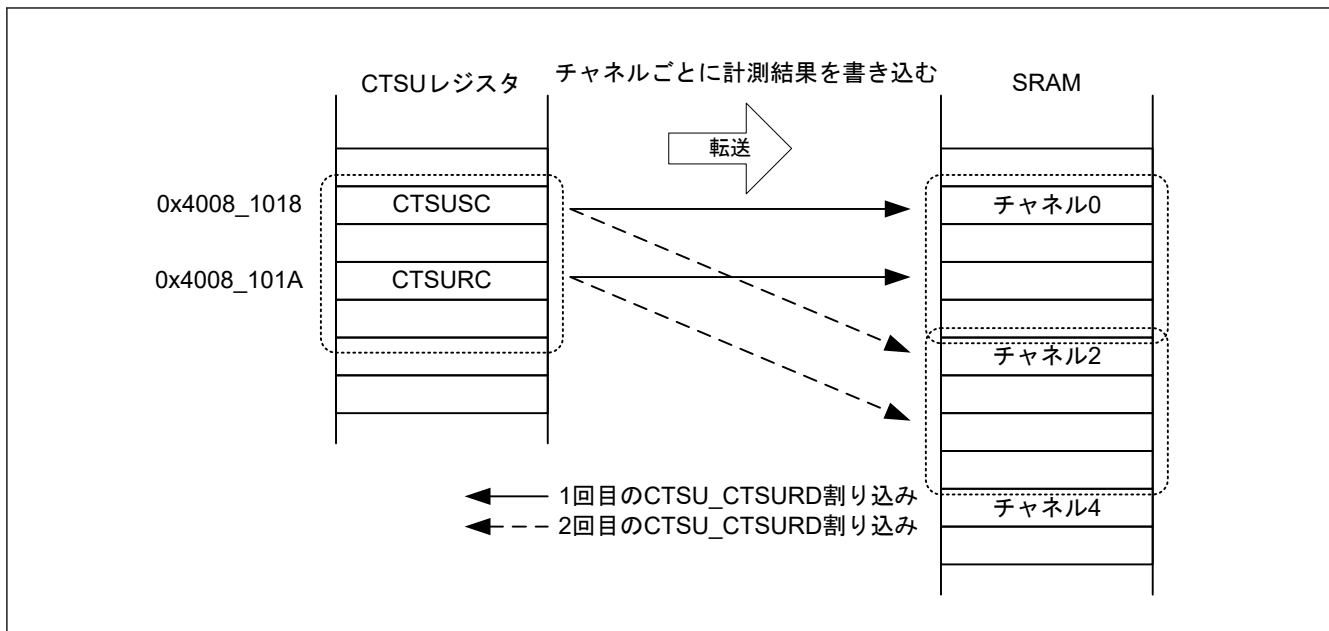 チャネルごとに計測結果を書き込む
CTSUレジスタ
SRAM
転送
0x4008_1018
CTSUSC
チャネル0
0x4008_101A
CTSURC
チャネル2
1回目のCTSU_CTSURD割り込み
チャネル4
2回目のCTSU_CTSURD割り込み